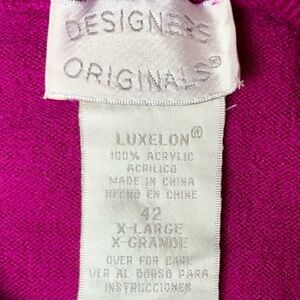 DESIGNERS
ORIGINALS®
LUXELON®
100% ACRYLIC
ACRILICO
MADE IN CHINA
HECHO EN CHINE
42
X-LARGE
X-GRANDE
OVER FOR CARE
VER AL DORSO PARA
INSTRUCCIONES